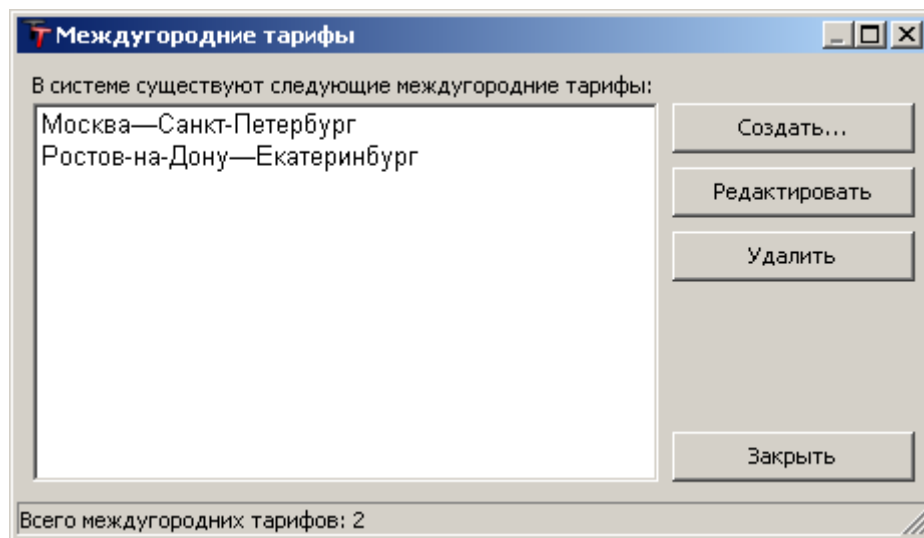 Междугородние тарифы
В системе существуют следующие междугородние тарифы:
Москва—Санкт-Петербург
Ростов-на-Дону—Екатеринбург
Создать...
Редактировать
Удалить
Закрыть
Всего междугородних тарифов: 2